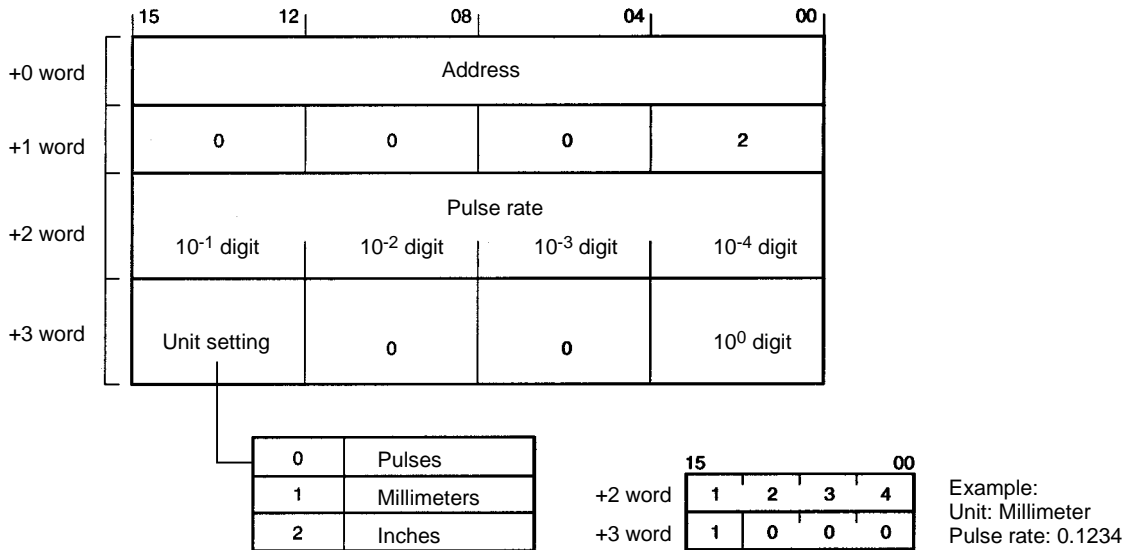 15 12 08 04 00
+0 word Address
+1 word 0 0 0 2
Pulse rate
+2 word 10-1 digit 10-2 digit 10-3 digit 10-4 digit
+3 word Unit setting 0 0 100 digit
0 Pulses
1 Millimeters
2 Inches
15 00
+2 word 1 2 3 4
+3 word 1 0 0 0
Example:
Unit: Millimeter
Pulse rate: 0.1234